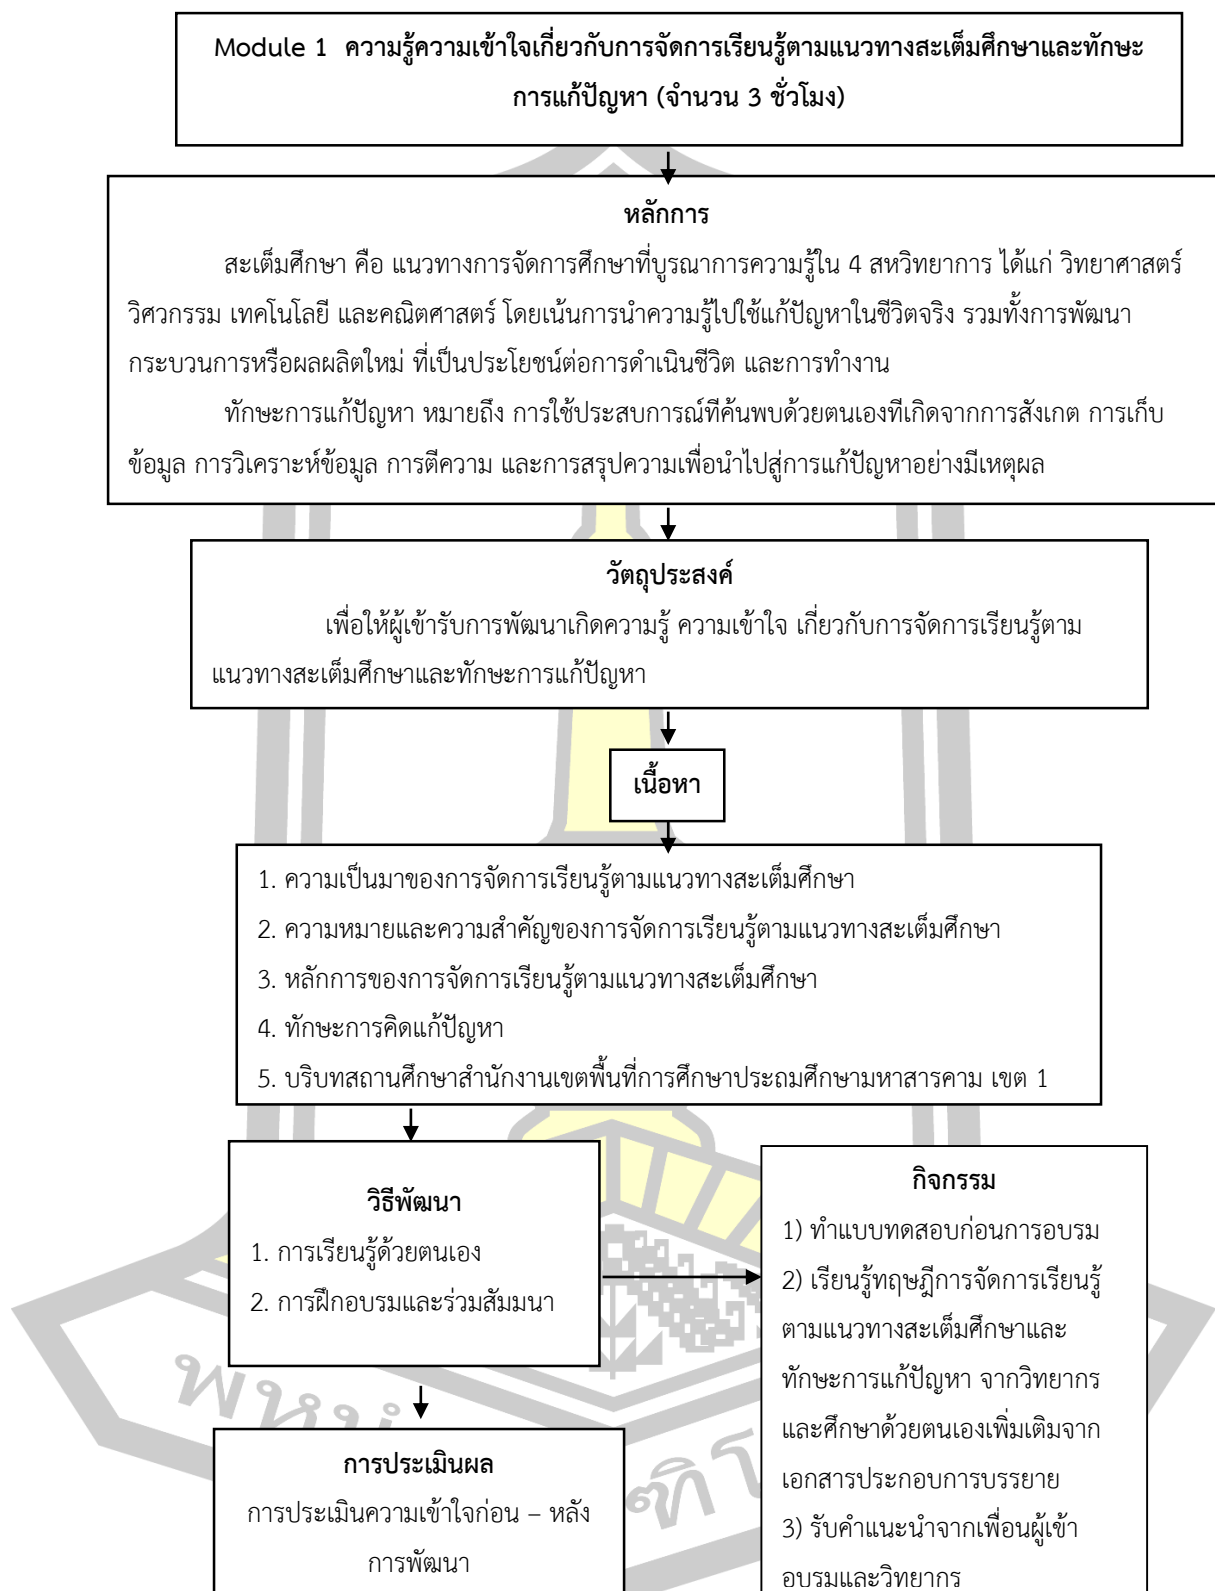 Module 1 ความรู้ความเข้าใจเกี่ยวกับการจัดการเรียนรู้ตามแนวทางสะเต็มศึกษาและทักษะ
การแก้ปัญหา (จำนวน 3 ชั่วโมง)
หลักการ
สะเต็มศึกษา คือ แนวทางการจัดการศึกษาที่บูรณาการความรู้ใน 4 สหวิทยาการ ได้แก่ วิทยาศาสตร์
วิศวกรรม เทคโนโลยี และคณิตศาสตร์ โดยเน้นการนำความรู้ไปใช้แก้ปัญหาในชีวิตจริง รวมทั้งการพัฒนา
กระบวนการหรือผลผลิตใหม่ ที่เป็นประโยชน์ต่อการดำเนินชีวิต และการทำงาน
ทักษะการแก้ปัญหา หมายถึง การใช้ประสบการณ์ทีค้นพบด้วยตนเองทีเกิดจากการสังเกต การเก็บ
ข้อมูล การวิเคราะห์ข้อมูล การตีความ และการสรุปความเพื่อนำไปสู่การแก้ปัญหาอย่างมีเหตุผล
วัตถุประสงค์
เพื่อให้ผู้เข้ารับการพัฒนาเกิดความรู้ ความเข้าใจ เกี่ยวกับการจัดการเรียนรู้ตาม
แนวทางสะเต็มศึกษาและทักษะการแก้ปัญหา
เนื้อหา
1. ความเป็นมาของการจัดการเรียนรู้ตามแนวทางสะเต็มศึกษา
2. ความหมายและความสำคัญของการจัดการเรียนรู้ตามแนวทางสะเต็มศึกษา
3. หลักการของการจัดการเรียนรู้ตามแนวทางสะเต็มศึกษา
4. ทักษะการคิดแก้ปัญหา
5. บริบทสถานศึกษาสำนักงานเขตพื้นที่การศึกษาประถมศึกษามหาสารคาม เขต 1
วิธีพัฒนา
1. การเรียนรู้ด้วยตนเอง
2. การฝึกอบรมและร่วมสัมมนา
กิจกรรม
1) ทำแบบทดสอบก่อนการอบรม
2) เรียนรู้ทฤษฎีการจัดการเรียนรู้
ตามแนวทางสะเต็มศึกษาและ
ทักษะการแก้ปัญหา จากวิทยากร
และศึกษาด้วยตนเองเพิ่มเติมจาก
เอกสารประกอบการบรรยาย
3) รับคำแนะนำจากเพื่อนผู้เข้า
อบรมและวิทยากร
การประเมินผล
การประเมินความเข้าใจก่อน – หลัง
การพัฒนา